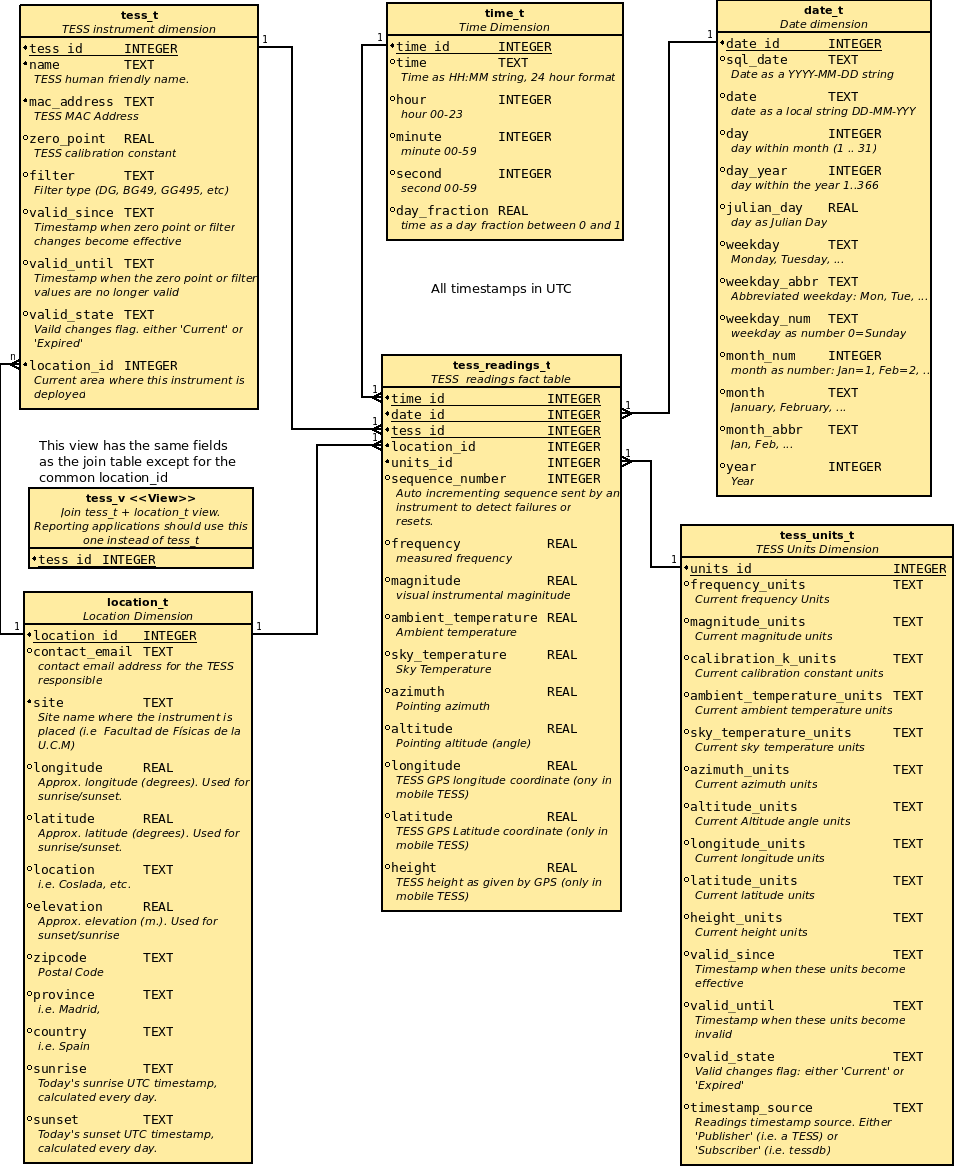 tess_t
TESS instrument dimension
tess_id INTEGER
name TEXT
TESS human friendly name.
mac_address TEXT
TESS MAC Address
zero_point REAL
TESS calibration constant
filter TEXT
Filter type (DG, BG49, GG495, etc)
valid_since TEXT
Timestamp when zero point or filter
changes become effective
valid_until TEXT
Timestamp when the zero point or filter
values are no longer valid
valid_state TEXT
Vaild changes flag. either 'Current' or
'Expired'
location_id INTEGER
Current area where this instrument is
deployed
1
n
This view has the same fields
as the join table except for the
common location_id
tess_v <<View>>
Join tess_t + location_t view.
Reporting applications should use this
one instead of tess_t
tess_id INTEGER
location_t
Location Dimension
1
1
location_id INTEGER
contact_email TEXT
contact email address for the TESS
responsible
site TEXT
Site name where the instrument is
placed (i.e Facultad de Físicas de la
U.C.M)
longitude REAL
Approx. longitude (degrees). Used for
sunrise/sunset.
latitude REAL
Approx. latitude (degrees). Used for
sunrise/sunset.
location TEXT
i.e. Coslada, etc.
elevation REAL
Approx. elevation (m.). Used for
sunset/sunrise
zipcode TEXT
Postal Code
province TEXT
i.e. Madrid,
country TEXT
i.e. Spain
sunrise TEXT
Today's sunrise UTC timestamp,
calculated every day.
sunset TEXT
Today's sunset UTC timestamp,
calculated every day.
time_t
Time Dimension
1
time_id INTEGER
time TEXT
Time as HH:MM string, 24 hour format
hour INTEGER
hour 00-23
minute INTEGER
minute 00-59
second INTEGER
second 00-59
day_fraction REAL
time as a day fraction between 0 and 1
All timestamps in UTC
tess_readings_t
TESS readings fact table
1
1
1
1
1
time_id INTEGER
date_id INTEGER
tess_id INTEGER
location_id INTEGER
units_id INTEGER
sequence_number INTEGER
Auto incrementing sequence sent by an
instrument to detect failures or
resets.
frequency REAL
measured frequency
magnitude REAL
visual instrumental maginitude
ambient_temperature REAL
Ambient temperature
sky_temperature REAL
Sky Temperature
azimuth REAL
Pointing azimuth
altitude REAL
Pointing altitude (angle)
longitude REAL
TESS GPS longitude coordinate (ony in
mobile TESS)
latitude REAL
TESS GPS Latitude coordinate (only in
mobile TESS)
height REAL
TESS height as given by GPS (only in
mobile TESS)
date_t
Date dimension
1
date_id INTEGER
sql_date TEXT
Date as a YYYY-MM-DD string
date TEXT
date as a local string DD-MM-YYY
day INTEGER
day within month (1 .. 31)
day_year INTEGER
day within the year 1..366
julian_day REAL
day as Julian Day
weekday TEXT
Monday, Tuesday, ...
weekday_abbr TEXT
Abbreviated weekday: Mon, Tue, ...
weekday_num TEXT
weekday as number 0=Sunday
month_num INTEGER
month as number: Jan=1, Feb=2, ..
month TEXT
January, February, ...
month_abbr TEXT
Jan, Feb, ...
year INTEGER
Year
tess_units_t
TESS Units Dimension
1
units_id INTEGER
frequency_units TEXT
Current frequency Units
magnitude_units TEXT
Current magnitude units
calibration_k_units TEXT
Current calibration constant units
ambient_temperature_units TEXT
Current ambient temperature units
sky_temperature_units TEXT
Current sky temperature units
azimuth_units TEXT
Current azimuth units
altitude_units TEXT
Current Altitude angle units
longitude_units TEXT
Current longitude units
latitude_units TEXT
Current latitude units
height_units TEXT
Current height units
valid_since TEXT
Timestamp when these units become
effective
valid_until TEXT
Timestamp when these units become
invalid
valid_state TEXT
Valid changes flag: either 'Current' or
'Expired'
timestamp_source TEXT
Readings timestamp source. Either
'Publisher' (i.e. a TESS) or
'Subscriber' (i.e. tessdb)